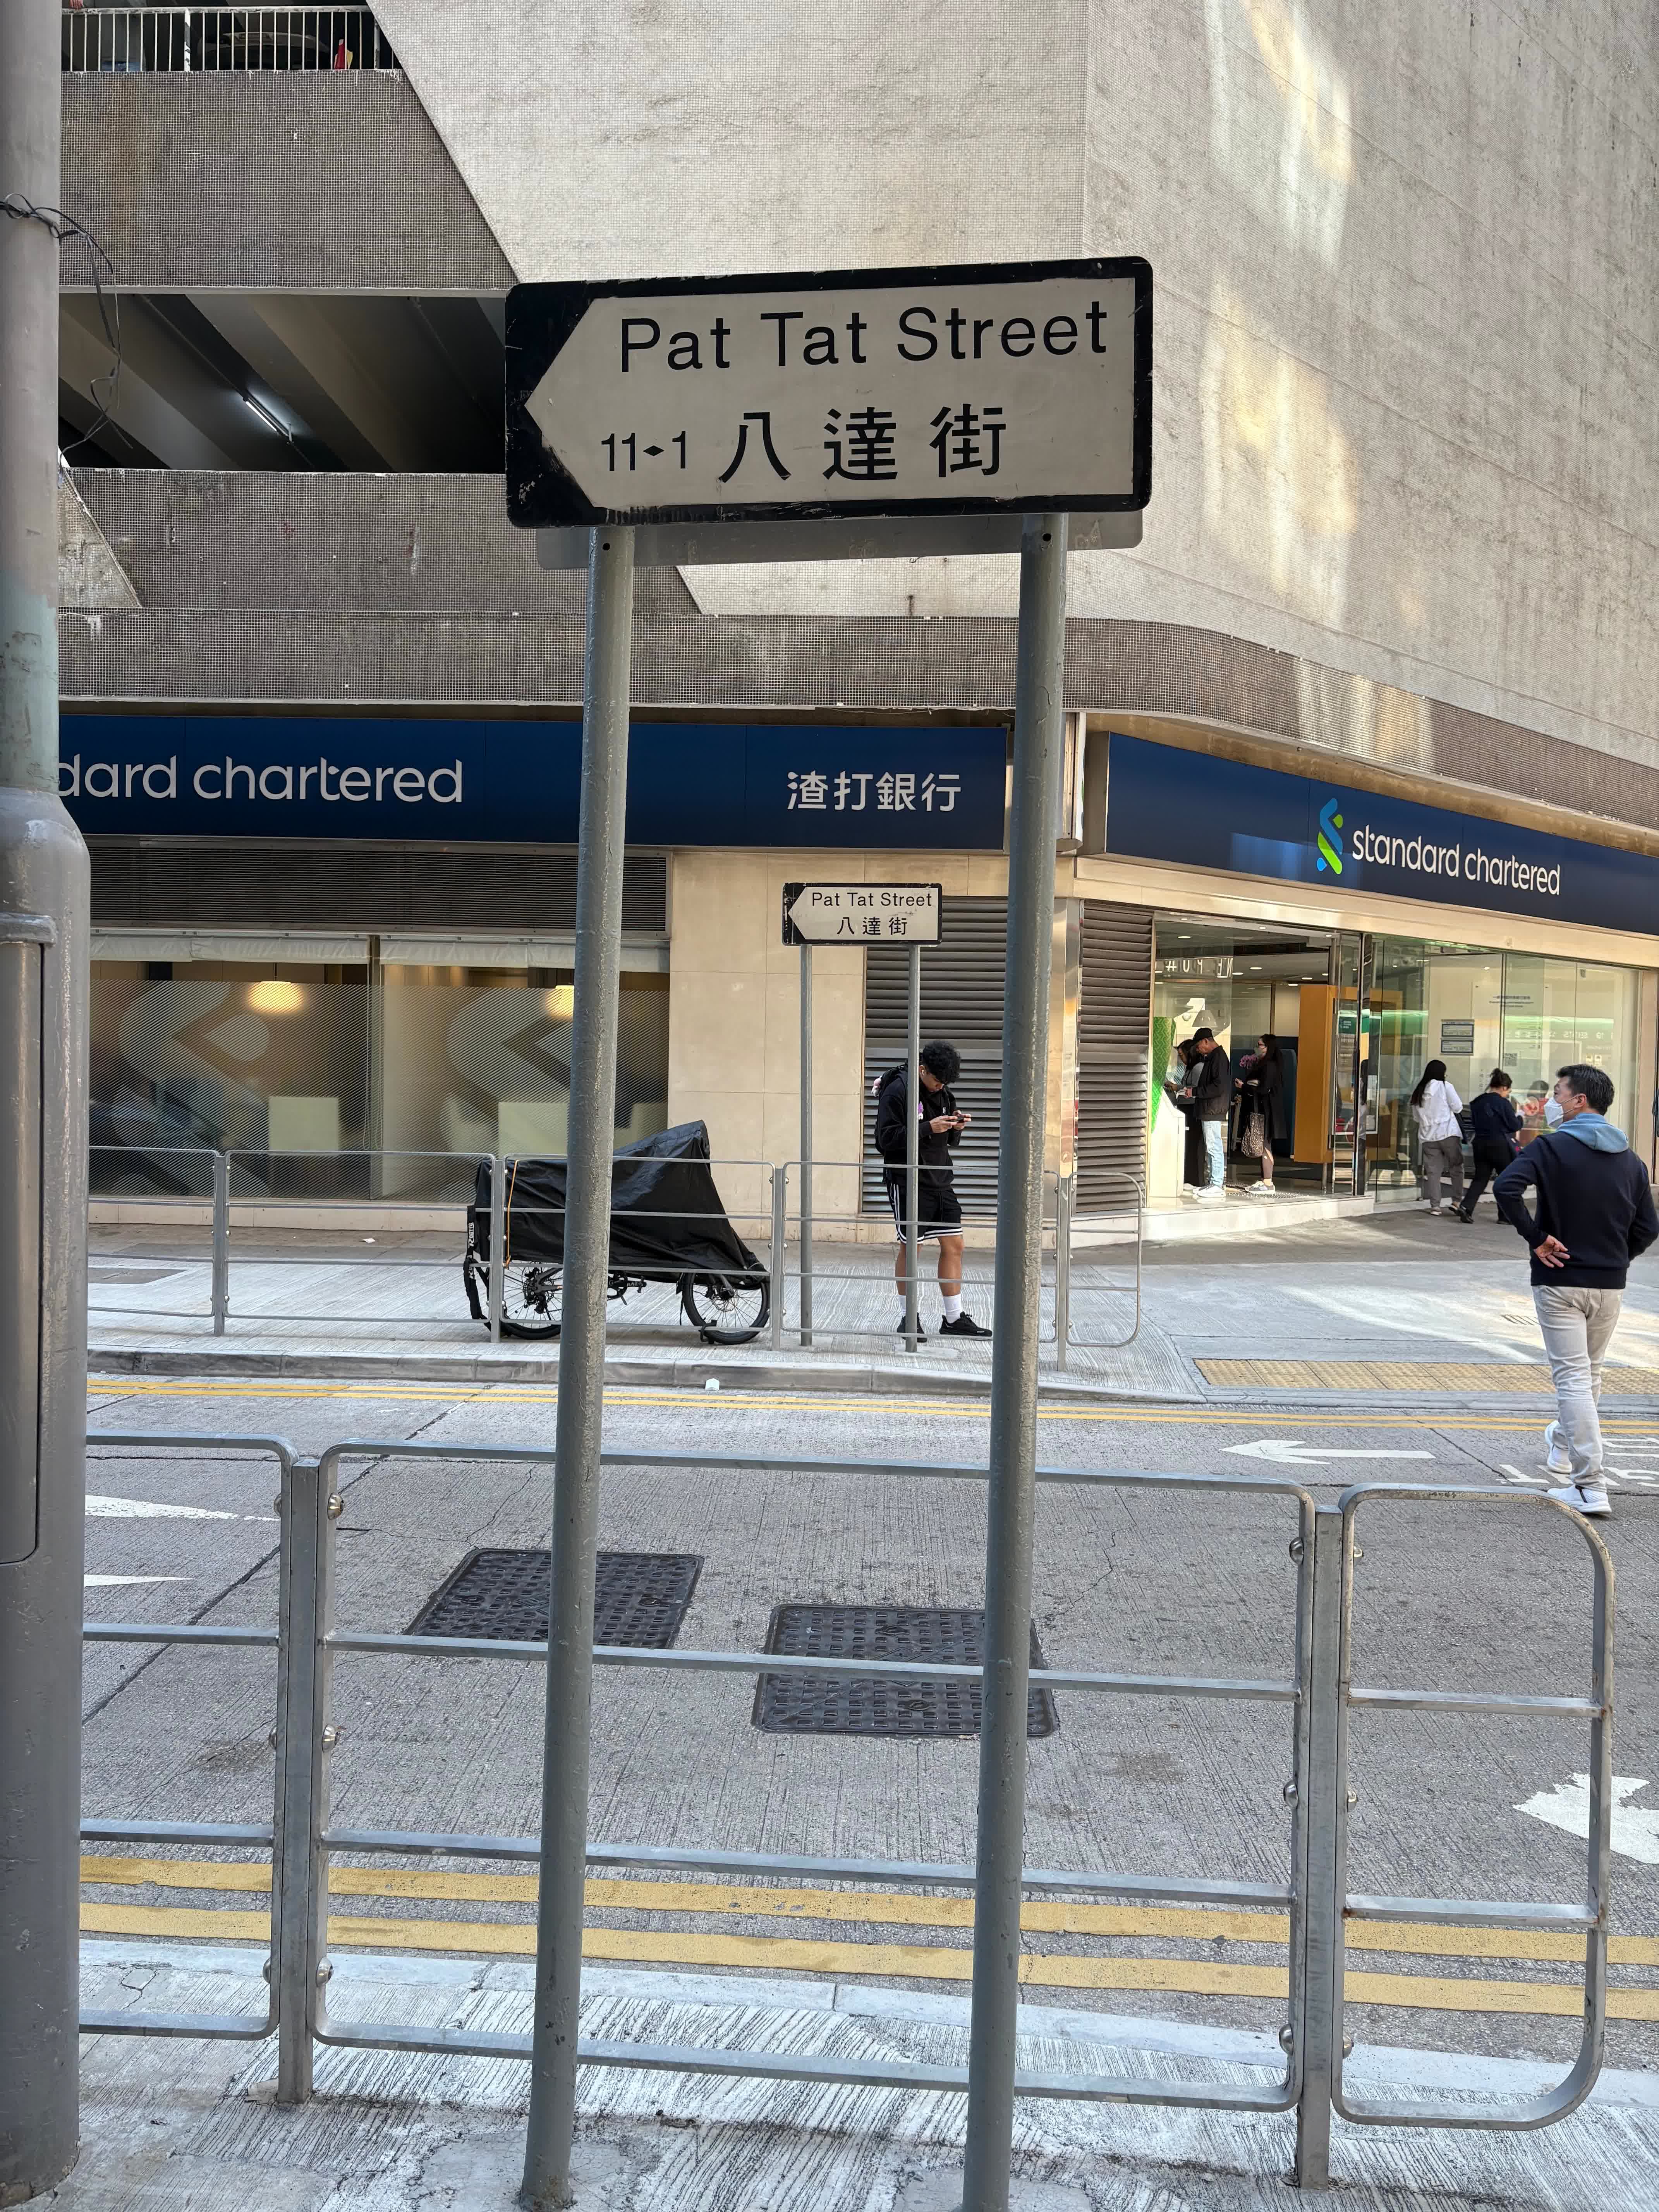 Pat Tat Street
11 1 八達街
dard chartered
渣打銀行
standard chartered
Pat Tat Street
八達街